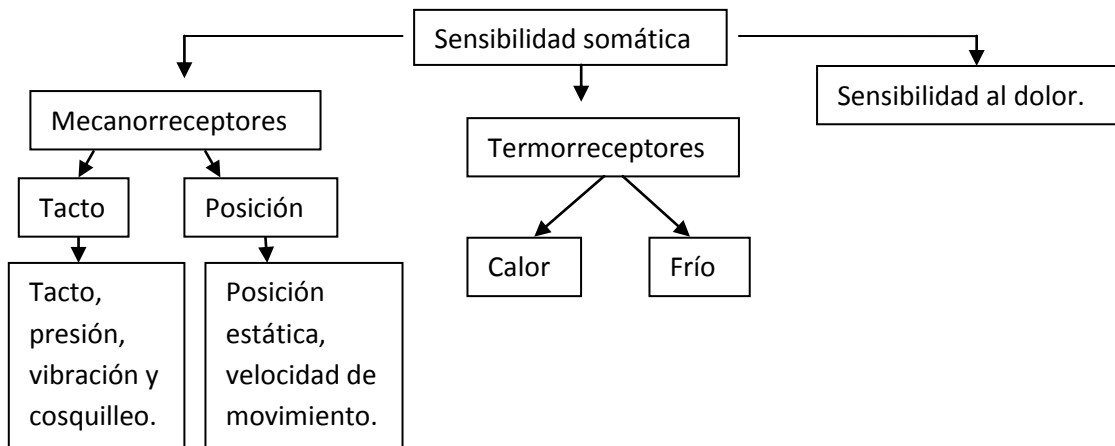 Sensibilidad somática
Sensibilidad al dolor.
Mecanorreceptores
Termorreceptores
Tacto
Posición
Calor
Frío
Tacto,
presión,
vibración y
cosquilleo.
Posición
estática,
velocidad de
movimiento.